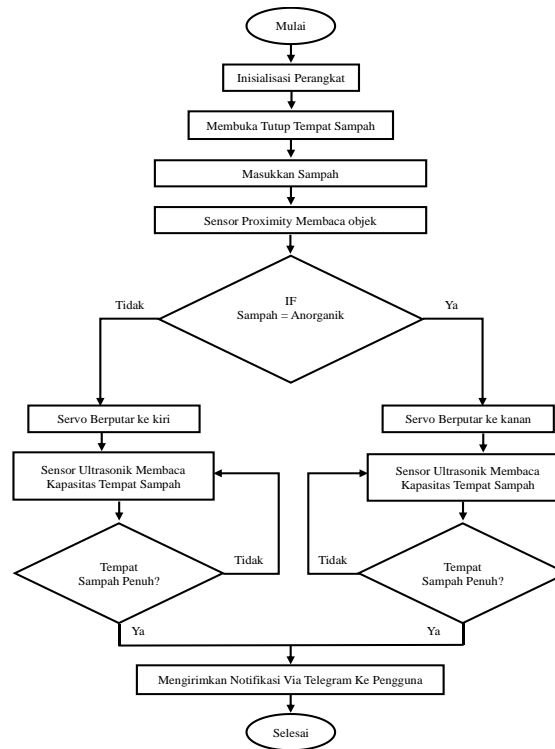 Mulai
Inisialisasi Perangkat
Membuka Tutup Tempat Sampah
Masukkan Sampah
Sensor Proximity Membaca objek
IF
Sampah = Anorganik
Tidak
Ya
Servo Berputar ke kiri
Servo Berputar ke kanan
Sensor Ultrasonik Membaca
Kapasitas Tempat Sampah
Sensor Ultrasonik Membaca
Kapasitas Tempat Sampah
Tempat
Sampah Penuh?
Tidak
Tidak
Tempat
Sampah Penuh?
Ya
Ya
Mengirimkan Notifikasi Via Telegram Ke Pengguna
Selesai